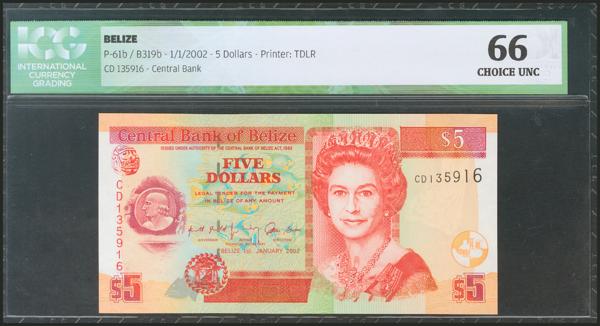 ICG
INTERNATIONAL
CURRENCY
GRADING
BELIZE
P-61b / B319b - 1/1/2002 - 5 Dollars - Printer: TDLR
CD 135916 - Central Bank
66
CHOICE UNC
Central Bank of Belize
ISSUED UNDER AUTHORITY OF THE CENTRAL BANK OF BELIZE ACT, 1982
$5
FIVE
DOLLARS
LEGAL TENDER FOR THE PAYMENT
IN BELIZE OF ANY AMOUNT
CD135916
CD135916
GOVERNOR
DIRECTOR
BELIZE 1st. JANUARY 2002
$5
$5